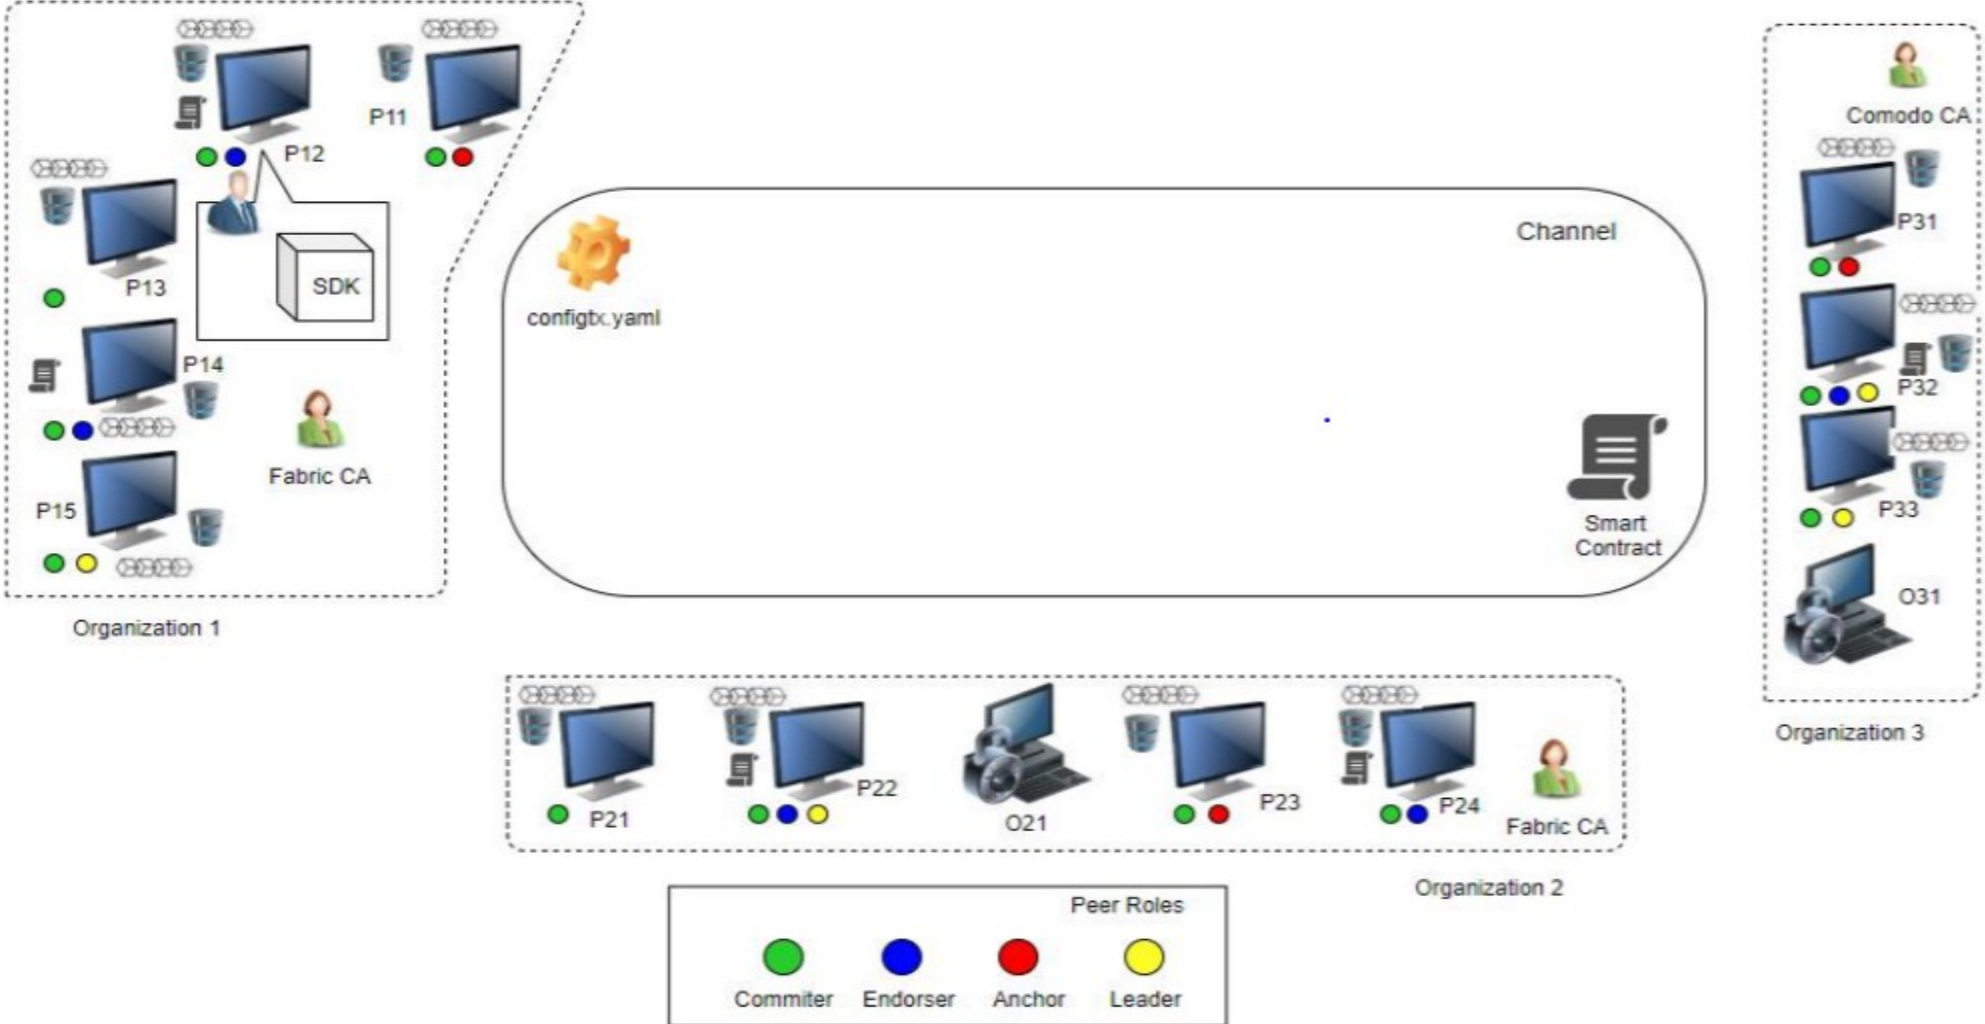 P11
P12
P13
SDK
P14
Fabric CA
P15
Organization 1
configtx.yaml
Channel
Smart
Contract
Comodo CA
P31
P32
P33
O31
Organization 3
P21
P22
O21
P23
P24
Fabric CA
Organization 2
Peer Roles
Commiter
Endorser
Anchor
Leader